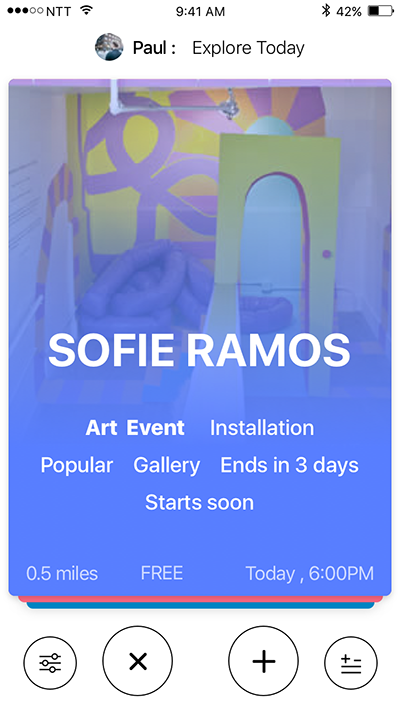 NTT 9:41 AM 42%
Paul : Explore Today
SOFIE RAMOS
Art Event Installation
Popular Gallery Ends in 3 days
Starts soon
0.5 miles FREE Today , 6:00PM